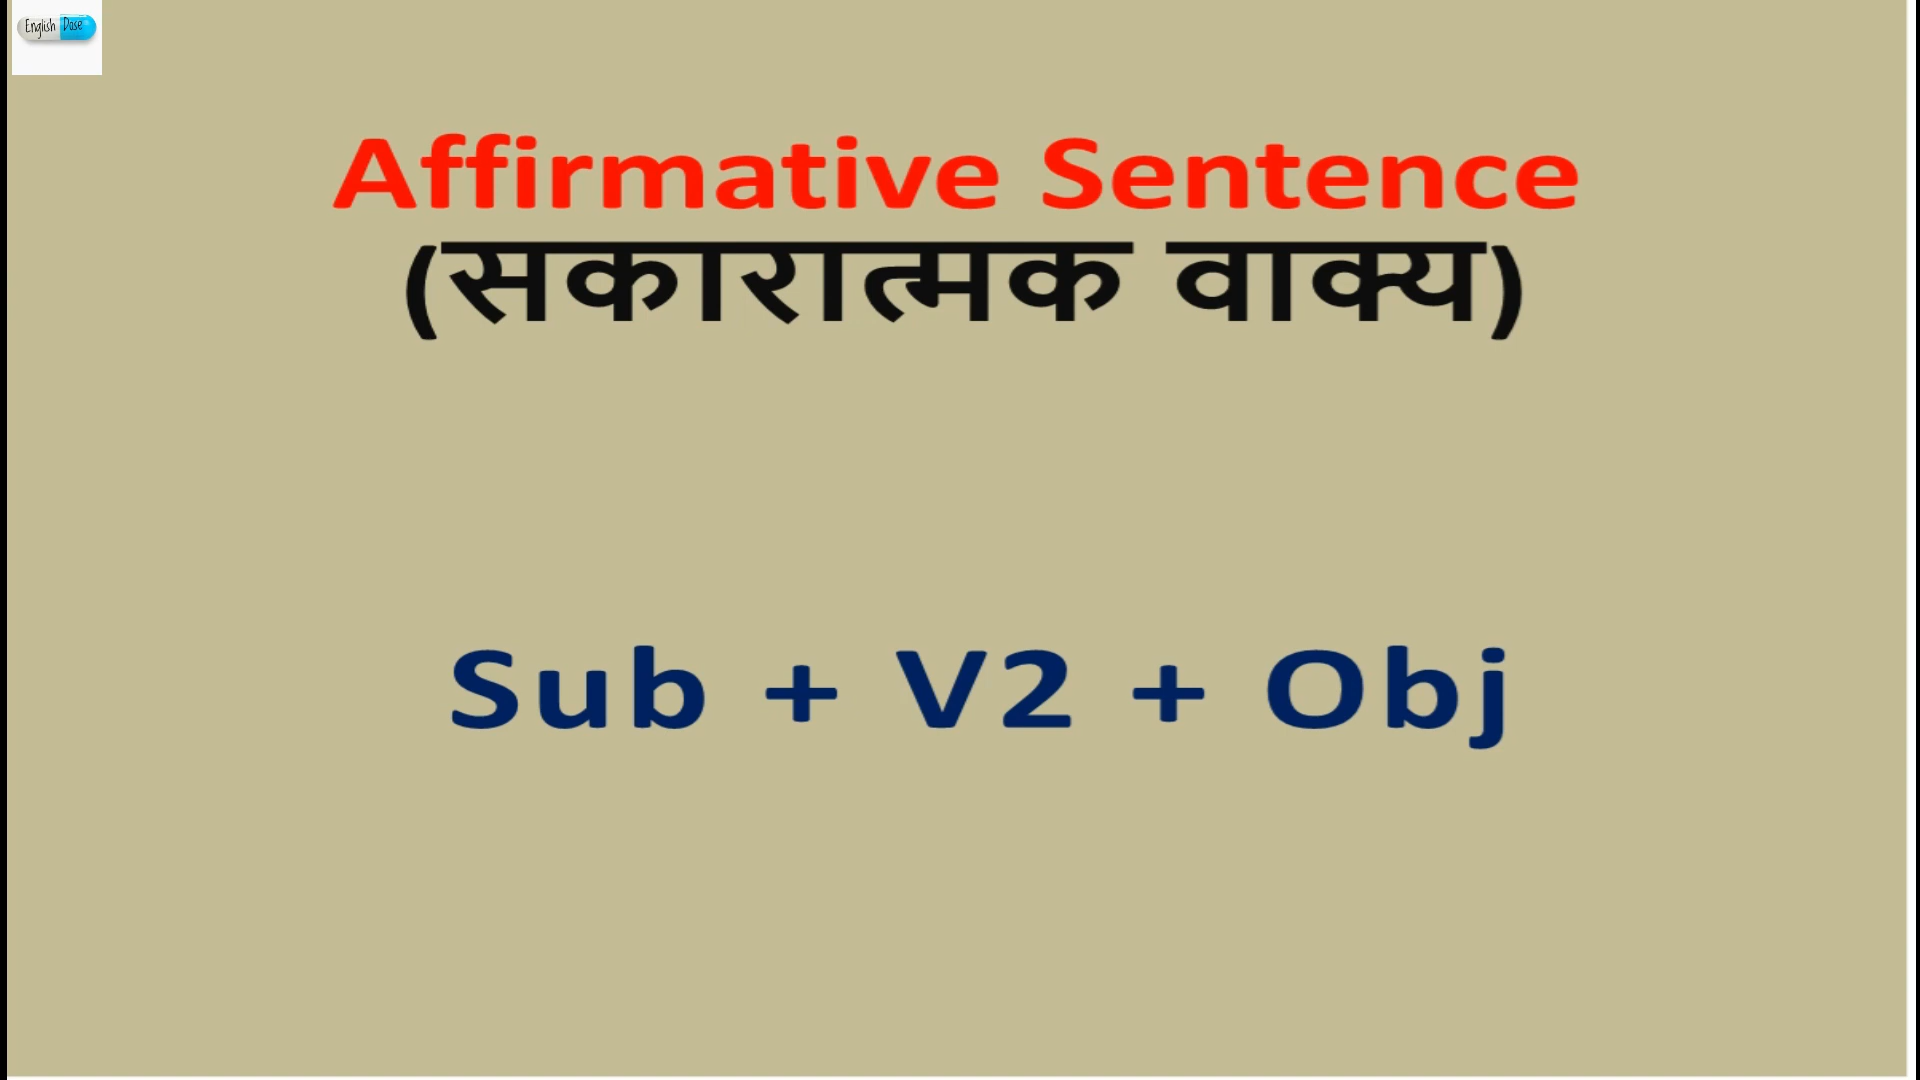 English Dose
Affirmative Sentence
(सकारात्मक वाक्य)
Sub + V2 + Obj